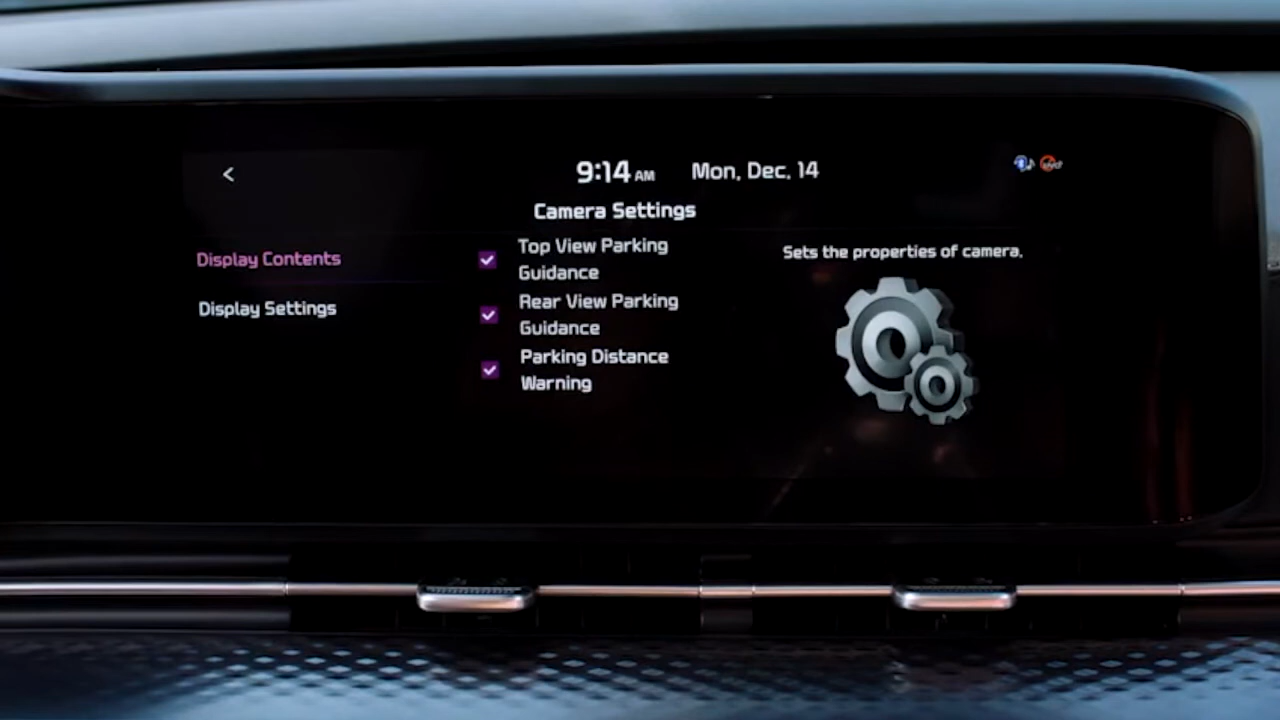 <
9:14 AM Mon, Dec. 14
Camera Settings
Display Contents
Display Settings
Top View Parking
Guidance
Rear View Parking
Guidance
Parking Distance
Warning
Sets the properties of camera.